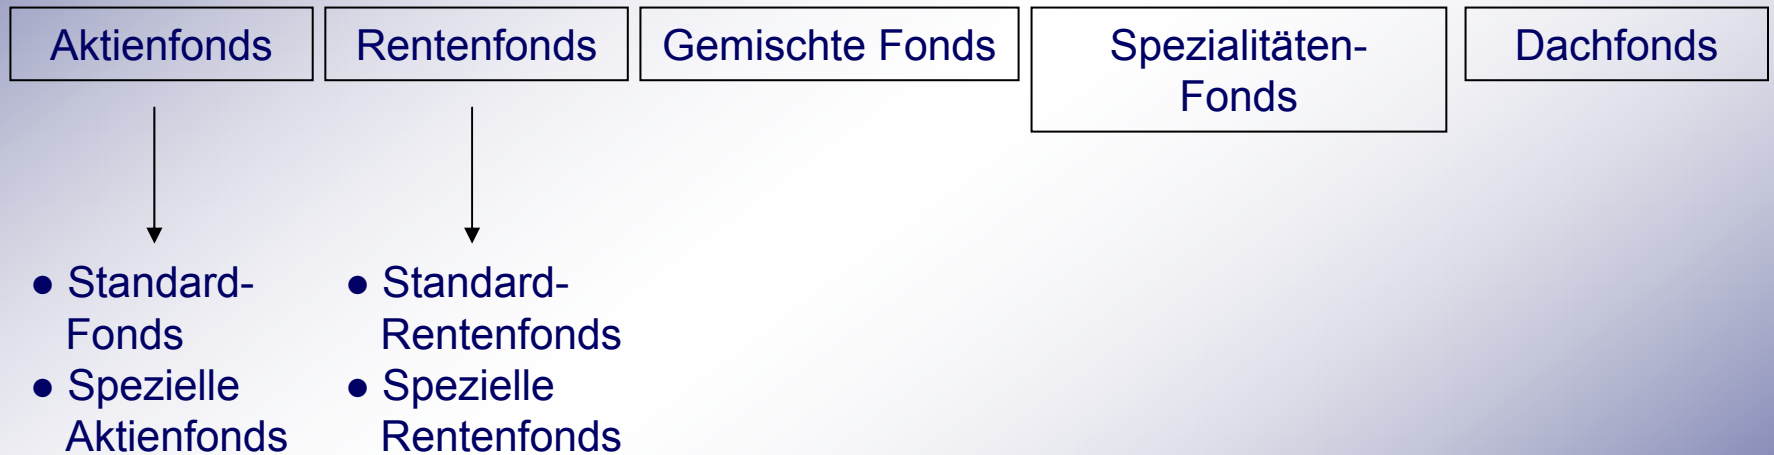 Aktienfonds
Rentenfonds
Gemischte Fonds
Spezialitäten-
Fonds
Dachfonds
● Standard-
Fonds
● Spezielle
Aktienfonds
● Standard-
Rentenfonds
● Spezielle
Rentenfonds